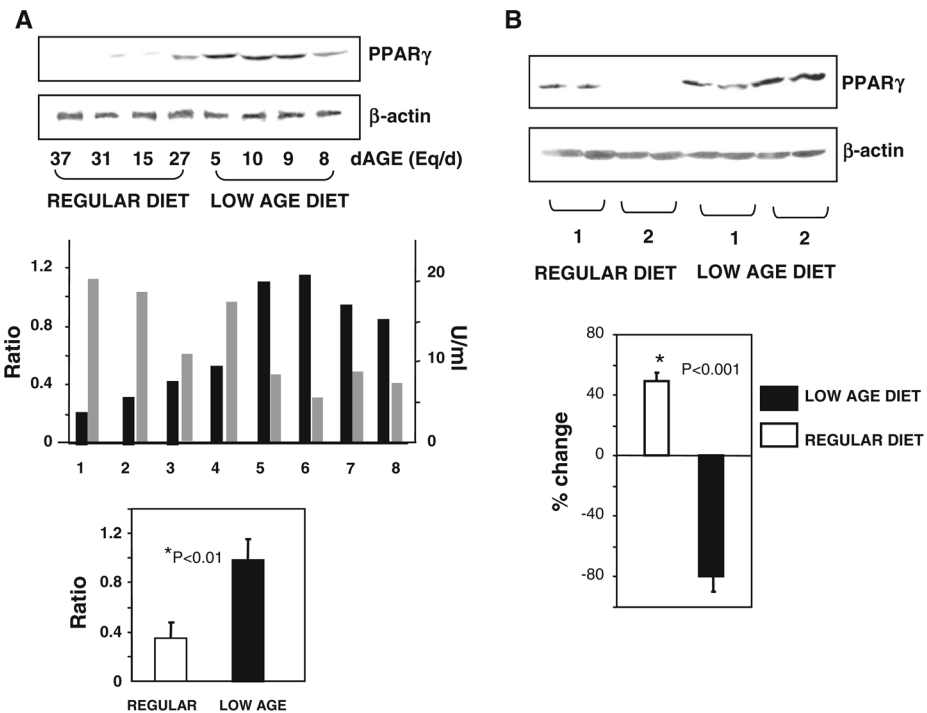 A
PPARγ
β-actin
37 31 15 27 5 10 9 8 dAGE (Eq/d)
REGULAR DIET LOW AGE DIET
Ratio
1.2
0.8
0.4
0
20
10
0
U/ml
1 2 3 4 5 6 7 8
Ratio
1.2
0.8
0.4
0
*P<0.01
REGULAR LOW AGE
B
PPARγ
β-actin
1 2 1 2
REGULAR DIET LOW AGE DIET
% change
80
40
0
-40
-80
*
P<0.001
LOW AGE DIET
REGULAR DIET